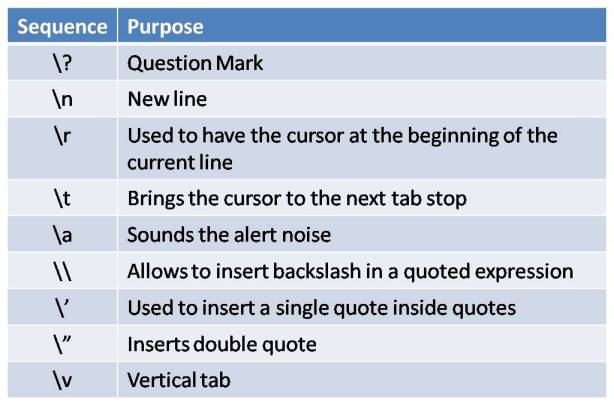 Sequence Purpose
\? Question Mark
\n New line
\r Used to have the cursor at the beginning of the
current line
\t Brings the cursor to the next tab stop
\a Sounds the alert noise
\\ Allows to insert backslash in a quoted expression
\’ Used to insert a single quote inside quotes
\” Inserts double quote
\v Vertical tab